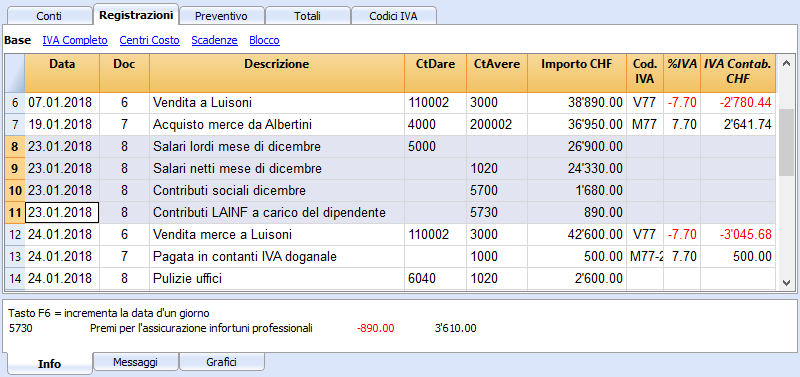 Conti Registrazioni Preventivo Totali Codici IVA
Base IVA Completo Centri Costo Scadenze Blocco
Data Doc Descrizione CtDare CtAvere Importo CHF Cod. IVA %IVA IVA Contab. CHF
6 07.01.2018 6 Vendita a Luisoni 110002 3000 38'890.00 V77 -7.70 -2'780.44
7 19.01.2018 7 Acquisto merce da Albertini 4000 200002 36'950.00 M77 7.70 2'641.74
8 23.01.2018 8 Salari lordi mese di dicembre 5000 26'900.00
9 23.01.2018 8 Salari netti mese di dicembre 1020 24'330.00
10 23.01.2018 8 Contributi sociali dicembre 5700 1'680.00
11 23.01.2018 8 Contributi LAINF a carico del dipendente 5730 890.00
12 24.01.2018 6 Vendita merce a Luisoni 110002 3000 42'600.00 V77 -7.70 -3'045.68
13 24.01.2018 7 Pagata in contanti IVA doganale 1000 500.00 M77-2 7.70 500.00
14 24.01.2018 8 Pulizie uffici 6040 1020 2'600.00
Tasto F6 = incrementa la data d'un giorno
5730 Premi per l'assicurazione infortuni professionali -890.00 3'610.00
Info Messaggi Grafici